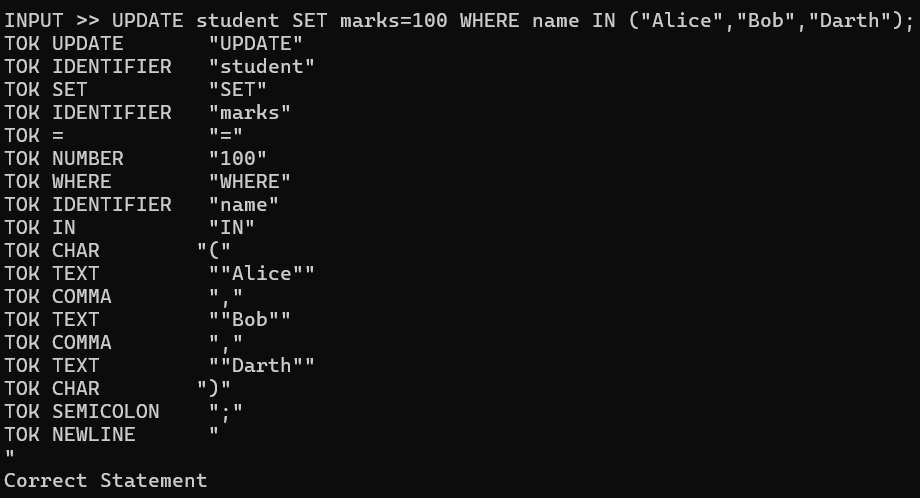 INPUT >> UPDATE student SET marks=100 WHERE name IN ("Alice","Bob","Darth");
TOK UPDATE       "UPDATE"
TOK IDENTIFIER   "student"
TOK SET          "SET"
TOK IDENTIFIER   "marks"
TOK =            "="
TOK NUMBER       "100"
TOK WHERE        "WHERE"
TOK IDENTIFIER   "name"
TOK IN           "IN"
TOK CHAR        "("
TOK TEXT         ""Alice""
TOK COMMA        ","
TOK TEXT         ""Bob""
TOK COMMA        ","
TOK TEXT         ""Darth""
TOK CHAR        ")"
TOK SEMICOLON    ";"
TOK NEWLINE      "
"
Correct Statement